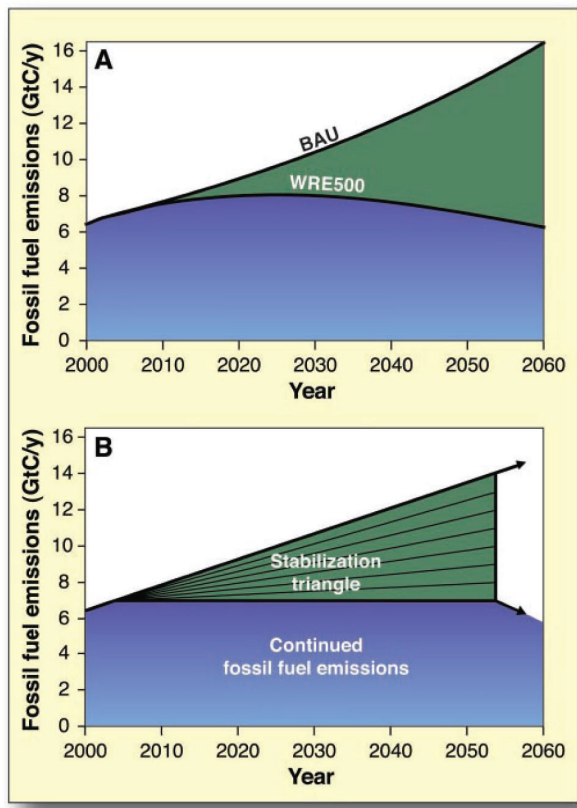 A
Fossil fuel emissions (GtC/y)
16
14
12
10
8
6
4
2
0
BAU
WRE500
2000 2010 2020 2030 2040 2050 2060
Year
B
Fossil fuel emissions (GtC/y)
16
14
12
10
8
6
4
2
0
Stabilization
triangle
Continued
fossil fuel emissions
2000 2010 2020 2030 2040 2050 2060
Year